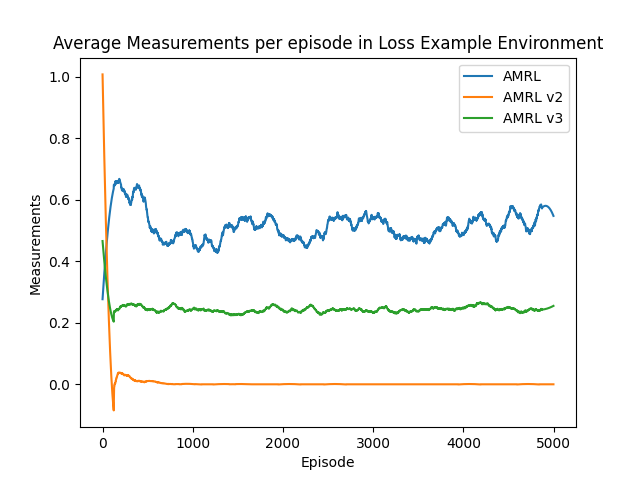 Average Measurements per episode in Loss Example Environment
AMRL
AMRL v2
AMRL v3
Measurements
1.0
0.8
0.6
0.4
0.2
0.0
0
1000
2000
3000
4000
5000
Episode